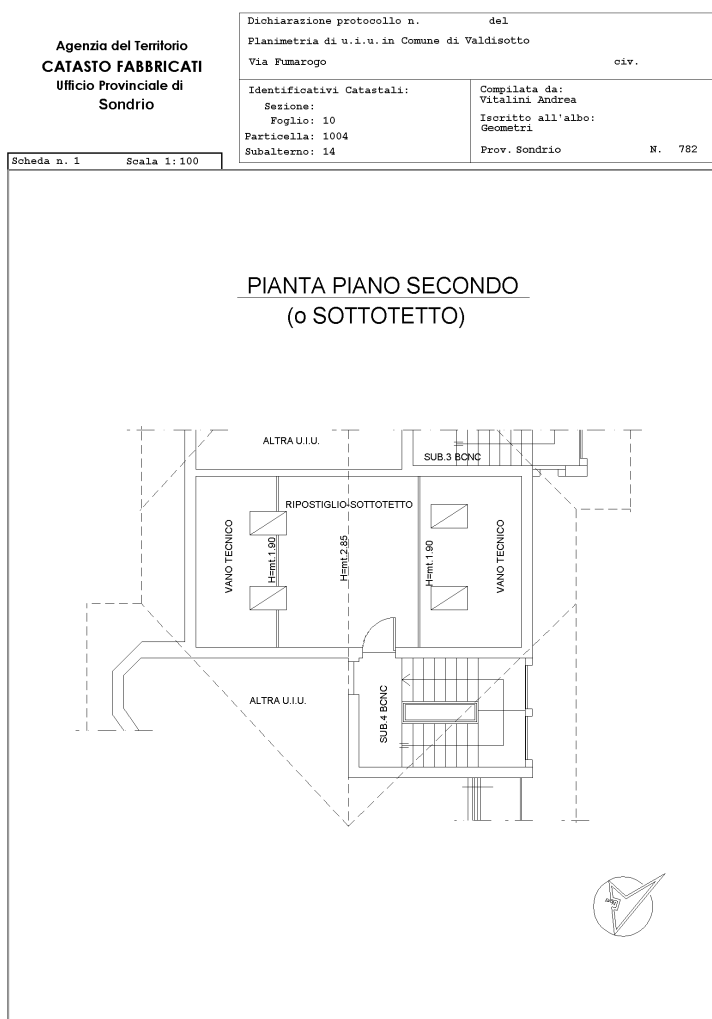 Agenzia del Territorio
CATASTO FABBRICATI
Ufficio Provinciale di
Sondrio
Scheda n. 1 Scala 1:100
Dichiarazione protocollo n. del
Planimetria di u.i.u. in Comune di Valdisotto
Via Fumarogo civ.
Identificativi Catastali:
Sezione:
Foglio: 10
Particella: 1004
Subalterno: 14
Compilata da:
Vitalini Andrea
Iscritto all'albo:
Geometri
Prov. Sondrio N. 782
PIANTA PIANO SECONDO
(o SOTTOTETTO)
ALTRA U.I.U.
SUB.3 BCNC
RIPOSTIGLIO-SOTTOTETTO
VANO TECNICO
H=mt.1.90
H=mt.2.85
H=mt.1.90
VANO TECNICO
ALTRA U.I.U.
SUB.4 BCNC